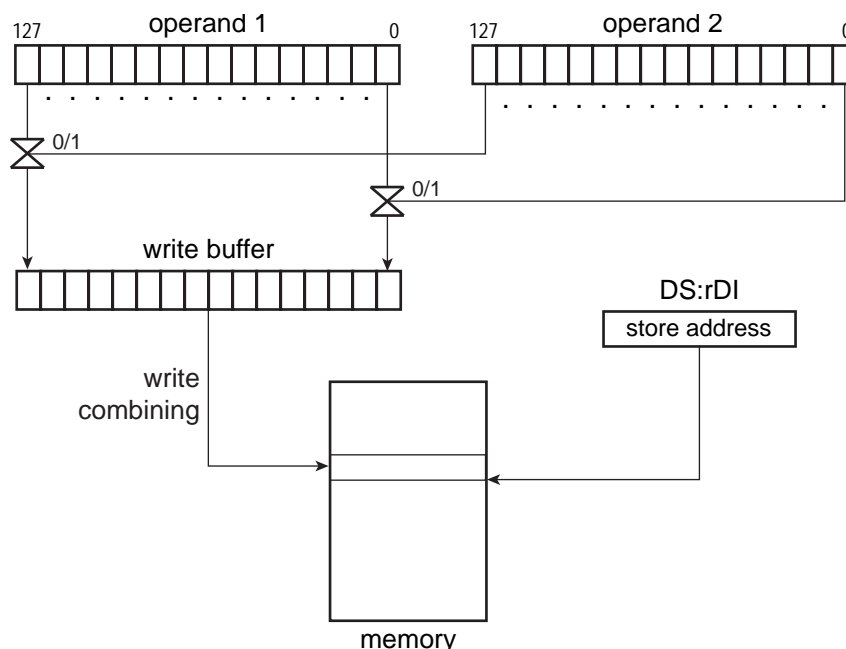 operand 1
operand 2
127
0
127
0
. . . . . . . . . . . . . .
. . . . . . . . . . . . . .
0/1
0/1
write buffer
DS:rDI
store address
write
combining
memory